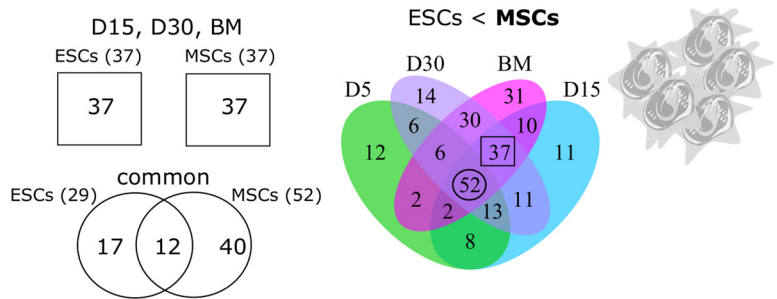 D15, D30, BM
ESCs (37) MSCs (37)
37 37
common
ESCs (29) MSCs (52)
17 12 40
ESCs < MSCs
D30 BM
D5 D15
14 31
6 30 10
12 6 37 11
52
2 2 13 11
8